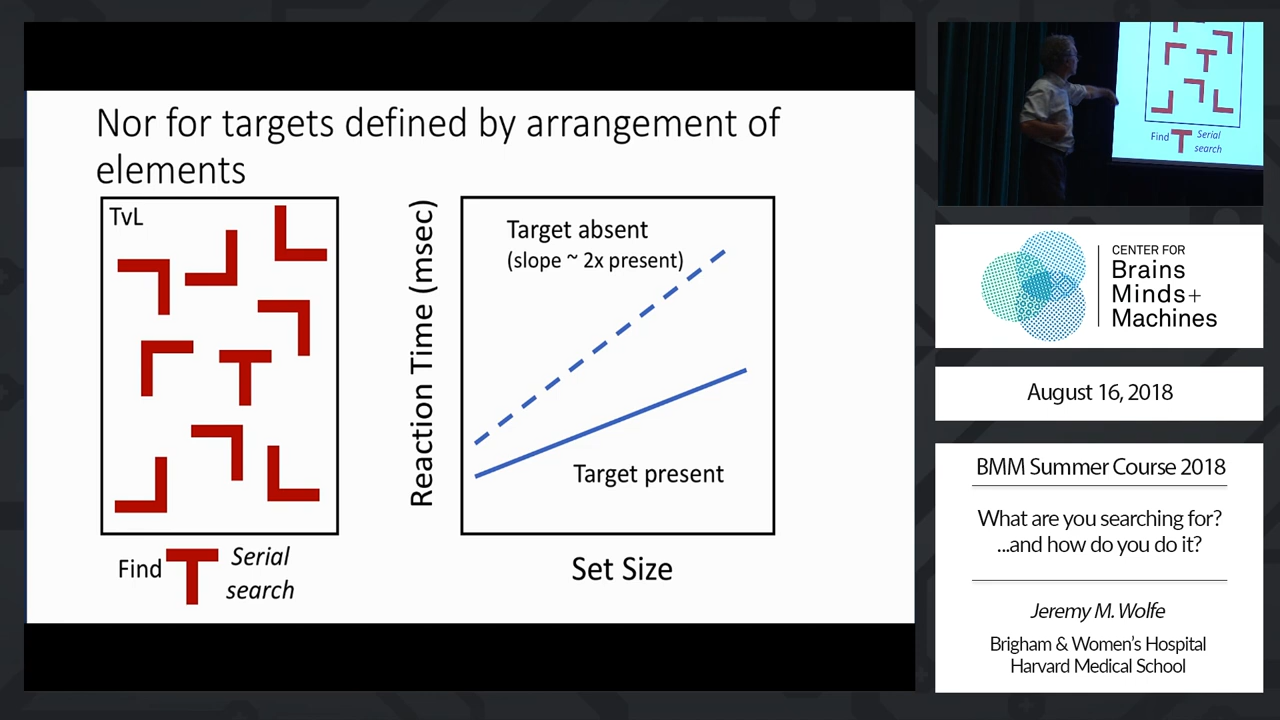 Nor for targets defined by arrangement of
elements
TvL
Find T Serial
search
Reaction Time (msec)
Target absent
(slope ~ 2x present)
Target present
Set Size
Find T Serial
search
CENTER FOR
Brains
Minds+
Machines
August 16, 2018
BMM Summer Course 2018
What are you searching for?
...and how do you do it?
Jeremy M. Wolfe
Brigham & Women's Hospital
Harvard Medical School